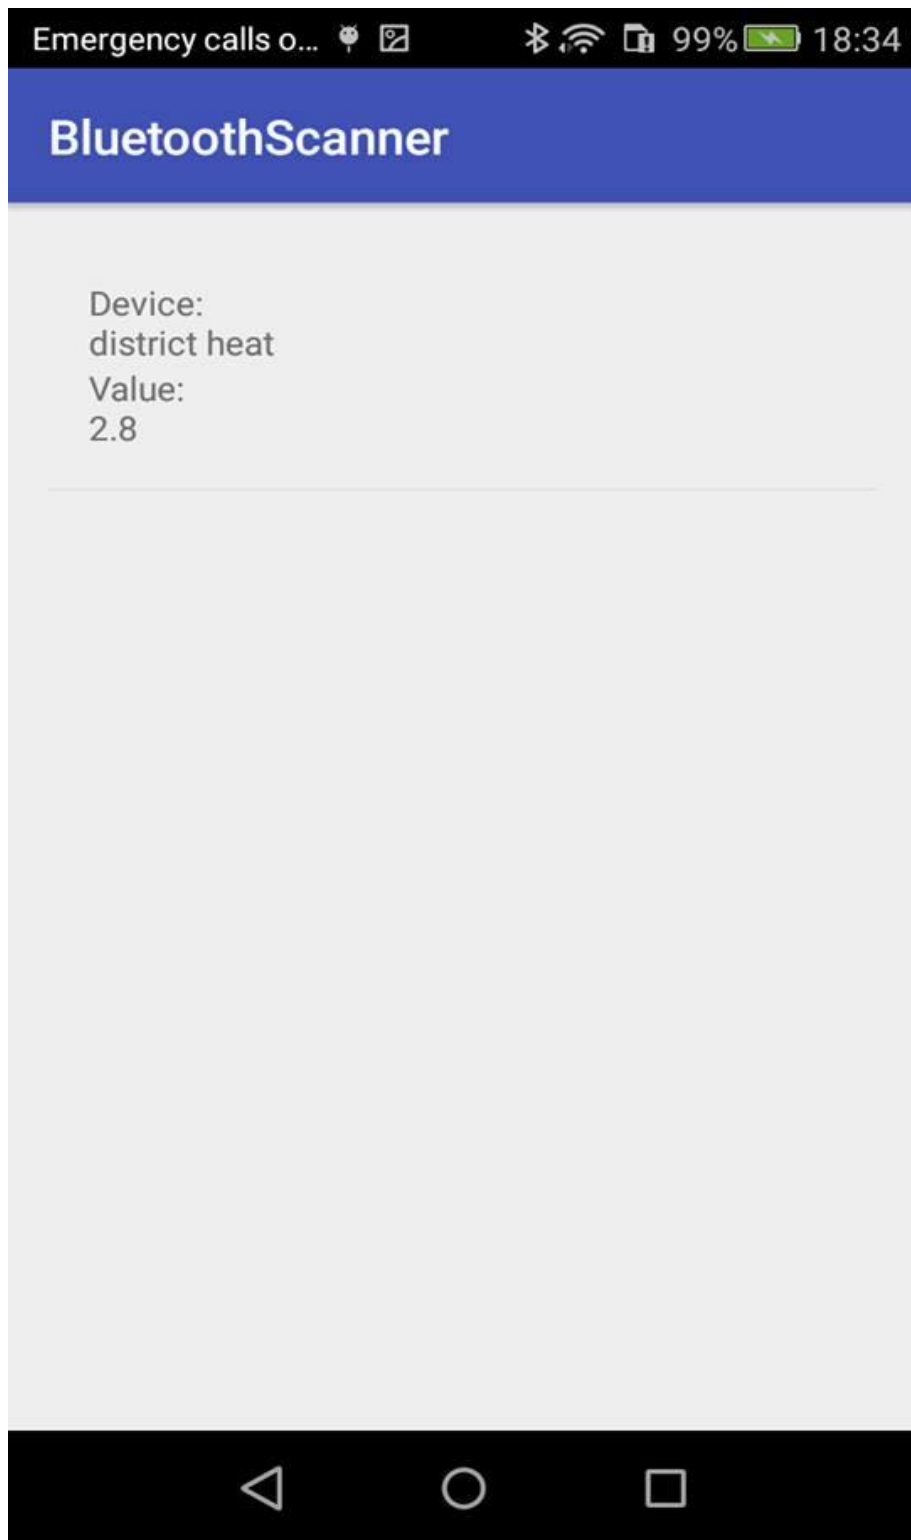 Emergency calls o... 99% 18:34
BluetoothScanner
Device:
district heat
Value:
2.8